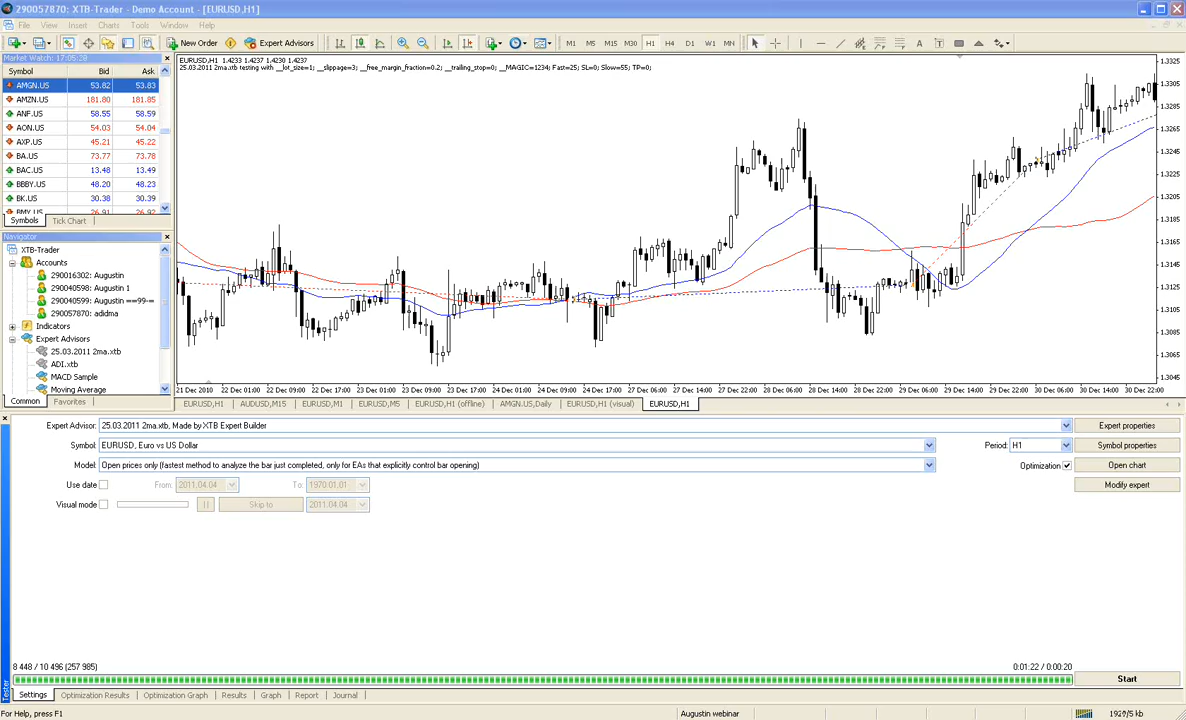 290057870: XTB-Trader - Demo Account - [EURUSD,H1]
File View Insert Charts Tools Window Help
New Order Expert Advisors M1 M5 M15 M30 H1 H4 D1 W1 MN A T
Market Watch: 17:05:28
Symbol Bid Ask
AMGN.US 53.82 53.83
AMZN.US 181.80 181.85
ANF.US 58.55 58.59
AON.US 54.03 54.04
AXP.US 45.21 45.22
BA.US 73.77 73.78
BAC.US 13.48 13.49
BBBY.US 48.20 48.23
BK.US 30.38 30.39
BMY.US 26.91 26.92
Symbols Tick Chart
Navigator
XTB-Trader
Accounts
290016302: Augustin
290040598: Augustin 1
290040599: Augustin ==99-=
290057870: adidma
Indicators
Expert Advisors
25.03.2011 2ma.xtb
ADI.xtb
MACD Sample
Moving Average
Common Favorites
EURUSD,H1 1.4233 1.4237 1.4230 1.4237
25.03.2011 2ma.xtb testing with __lot_size=1; __slippage=3; __free_margin_fraction=0.2; __trailing_stop=0; __MAGIC=1234; Fast=25; SL=0; Slow=55; TP=0;
1.3325
1.3305
1.3285
1.3265
1.3245
1.3225
1.3205
1.3185
1.3165
1.3145
1.3125
1.3105
1.3085
1.3065
1.3045
21 Dec 2010 22 Dec 01:00 22 Dec 09:00 22 Dec 17:00 23 Dec 01:00 23 Dec 09:00 23 Dec 17:00 24 Dec 01:00 24 Dec 09:00 24 Dec 17:00 27 Dec 06:00 27 Dec 14:00 27 Dec 22:00 28 Dec 06:00 28 Dec 14:00 28 Dec 22:00 29 Dec 06:00 29 Dec 14:00 29 Dec 22:00 30 Dec 06:00 30 Dec 14:00 30 Dec 22:00
EURUSD,H1 AUDUSD,M15 EURUSD,M1 EURUSD,M5 EURUSD,H1 (offline) AMGN.US,Daily EURUSD,H1 (visual) EURUSD,H1
Expert Advisor: 25.03.2011 2ma.xtb, Made by XTB Expert Builder Expert properties
Symbol: EURUSD, Euro vs US Dollar Period: H1 Symbol properties
Model: Open prices only (fastest method to analyze the bar just completed, only for EAs that explicitly control bar opening) Optimization Open chart
Use date From: 2011.04.04 To: 1970.01.01 Modify expert
Visual mode Skip to 2011.04.04
8 448 / 10 496 (257 985) 0:01:22 / 0:00:20
Start
Tester
Settings Optimization Results Optimization Graph Results Graph Report Journal
For Help, press F1 Augustin webinar